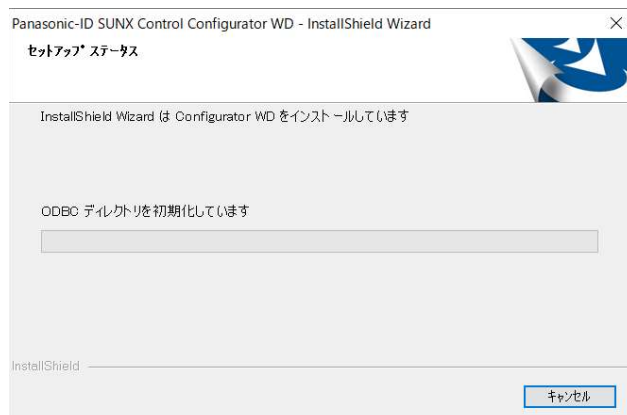 Panasonic-ID SUNX Control Configurator WD - InstallShield Wizard
セットアップ ステータス
InstallShield Wizard は Configurator WD をインストールしています
ODBC ディレクトリを初期化しています
InstallShield
キャンセル